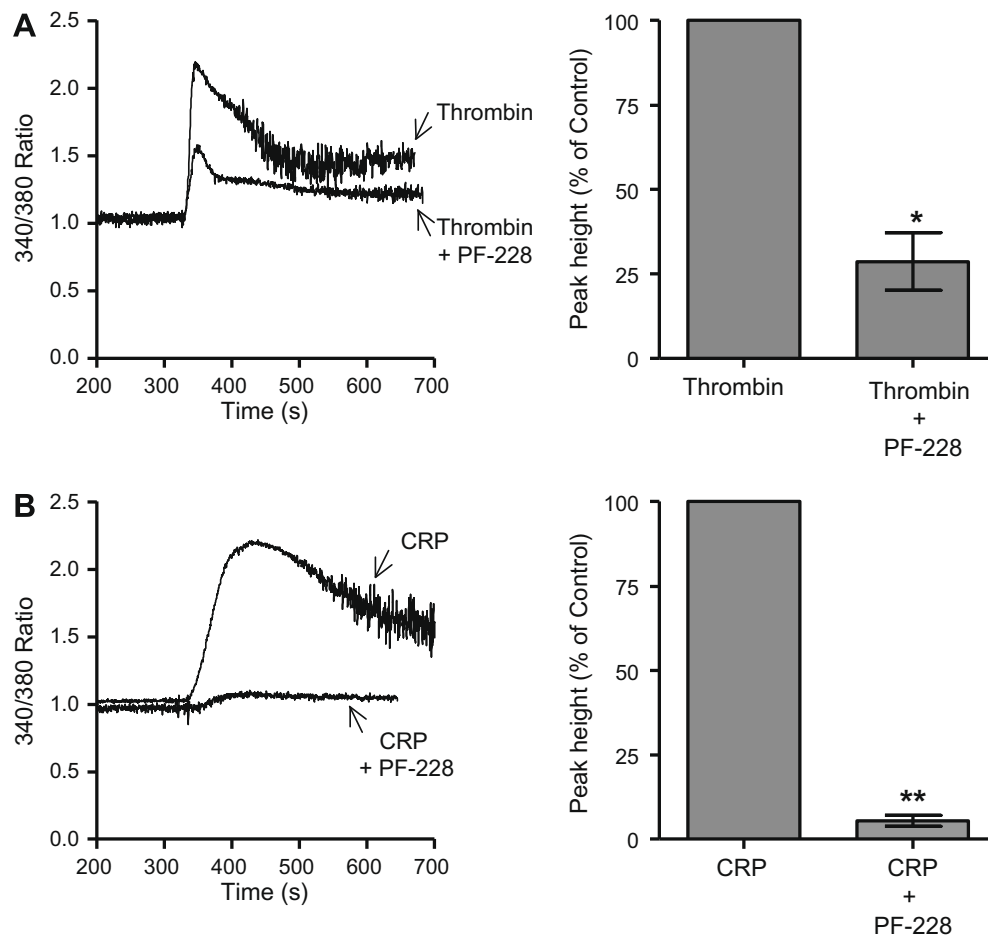 A
2.5
2.0
1.5
1.0
0.5
0.0
340/380 Ratio
200 300 400 500 600 700
Time (s)
Thrombin
Thrombin
+ PF-228
100
75
50
25
0
Peak height (% of Control)
*
Thrombin
Thrombin
+
PF-228
B
2.5
2.0
1.5
1.0
0.5
0.0
340/380 Ratio
200 300 400 500 600 700
Time (s)
CRP
CRP
+ PF-228
100
75
50
25
0
Peak height (% of Control)
**
CRP
CRP
+
PF-228